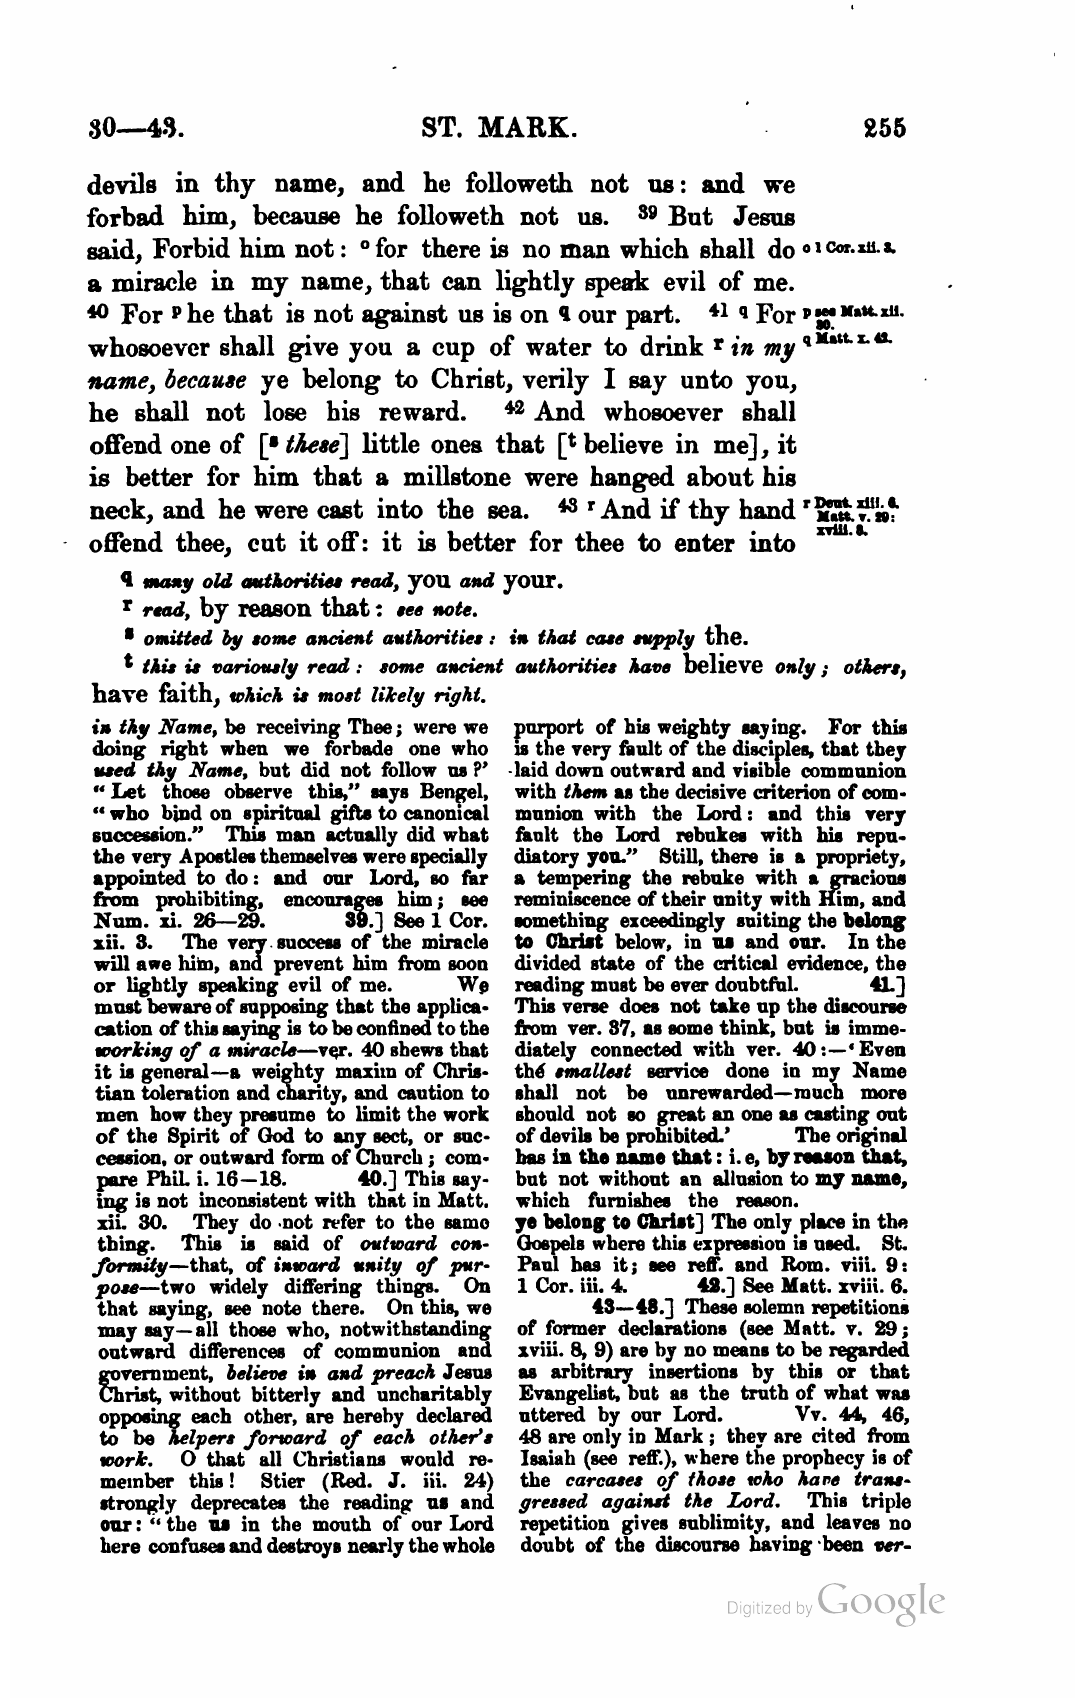 30—43. ST. MARK. 255
devils in thy name, and he followeth not us: and we
forbad him, because he followeth not us. 39 But Jesus
said, Forbid him not: o for there is no man which shall do
a miracle in my name, that can lightly speak evil of me.
40 For p he that is not against us is on q our part. 41 q For
whosoever shall give you a cup of water to drink r in my
name, because ye belong to Christ, verily I say unto you,
he shall not lose his reward. 42 And whosoever shall
offend one of [s these] little ones that [t believe in me], it
is better for him that a millstone were hanged about his
neck, and he were cast into the sea. 43 r And if thy hand
offend thee, cut it off: it is better for thee to enter into
o 1 Cor. xii. 3.
p see Matt. xii.
30.
q Matt. x. 42.
r Deut. xiii. 6.
Matt. v. 29:
xviii. 8.
q many old authorities read, you and your.
r read, by reason that: see note.
s omitted by some ancient authorities: in that case supply the.
t this is variously read: some ancient authorities have believe only; others,
have faith, which is most likely right.
in thy Name, be receiving Thee; were we
doing right when we forbade one who
used thy Name, but did not follow us?’
“Let those observe this,” says Bengel,
“who bind on spiritual gifts to canonical
succession.” This man actually did what
the very Apostles themselves were specially
appointed to do: and our Lord, so far
from prohibiting, encourages him; see
Num. xi. 26—29. 39.] See 1 Cor.
xii. 3. The very success of the miracle
will awe him, and prevent him from soon
or lightly speaking evil of me. We
must beware of supposing that the applica-
cation of this saying is to be confined to the
working of a miracle—ver. 40 shews that
it is general—a weighty maxim of Chris-
tian toleration and charity, and caution to
men how they presume to limit the work
of the Spirit of God to any sect, or suc-
cession, or outward form of Church; com-
pare Phil. i. 16—18. 40.] This say-
ing is not inconsistent with that in Matt.
xii. 30. They do not refer to the same
thing. This is said of outward con-
formity—that, of inward unity of pur-
pose—two widely differing things. On
that saying, see note there. On this, we
may say—all those who, notwithstanding
outward differences of communion and
government, believe in and preach Jesus
Christ, without bitterly and uncharitably
opposing each other, are hereby declared
to be helpers forward of each other's
work. O that all Christians would re-
member this! Stier (Red. J. iii. 24)
strongly deprecates the reading us and
our: “the us in the mouth of our Lord
here confuses and destroys nearly the whole
purport of his weighty saying. For this
is the very fault of the disciples, that they
laid down outward and visible communion
with them as the decisive criterion of com-
munion with the Lord: and this very
fault the Lord rebukes with his repu-
diatory you.” Still, there is a propriety,
a tempering the rebuke with a gracious
reminiscence of their unity with Him, and
something exceedingly suiting the belong
to Christ below, in us and our. In the
divided state of the critical evidence, the
reading must be ever doubtful. 41.]
This verse does not take up the discourse
from ver. 37, as some think, but is imme-
diately connected with ver. 40:—‘Even
the smallest service done in my Name
shall not be unrewarded—much more
should not so great an one as casting out
of devils be prohibited.’ The original
has in the name that: i. e, by reason that,
but not without an allusion to my name,
which furnishes the reason.
ye belong to Christ] The only place in the
Gospels where this expression is used. St.
Paul has it; see reff. and Rom. viii. 9:
1 Cor. iii. 4. 42.] See Matt. xviii. 6.
43—48.] These solemn repetitions
of former declarations (see Matt. v. 29;
xviii. 8, 9) are by no means to be regarded
as arbitrary insertions by this or that
Evangelist, but as the truth of what was
uttered by our Lord. Vv. 44, 46,
48 are only in Mark; they are cited from
Isaiah (see reff.), where the prophecy is of
the carcases of those who have trans-
gressed against the Lord. This triple
repetition gives sublimity, and leaves no
doubt of the discourse having been ver-
Digitized by Google